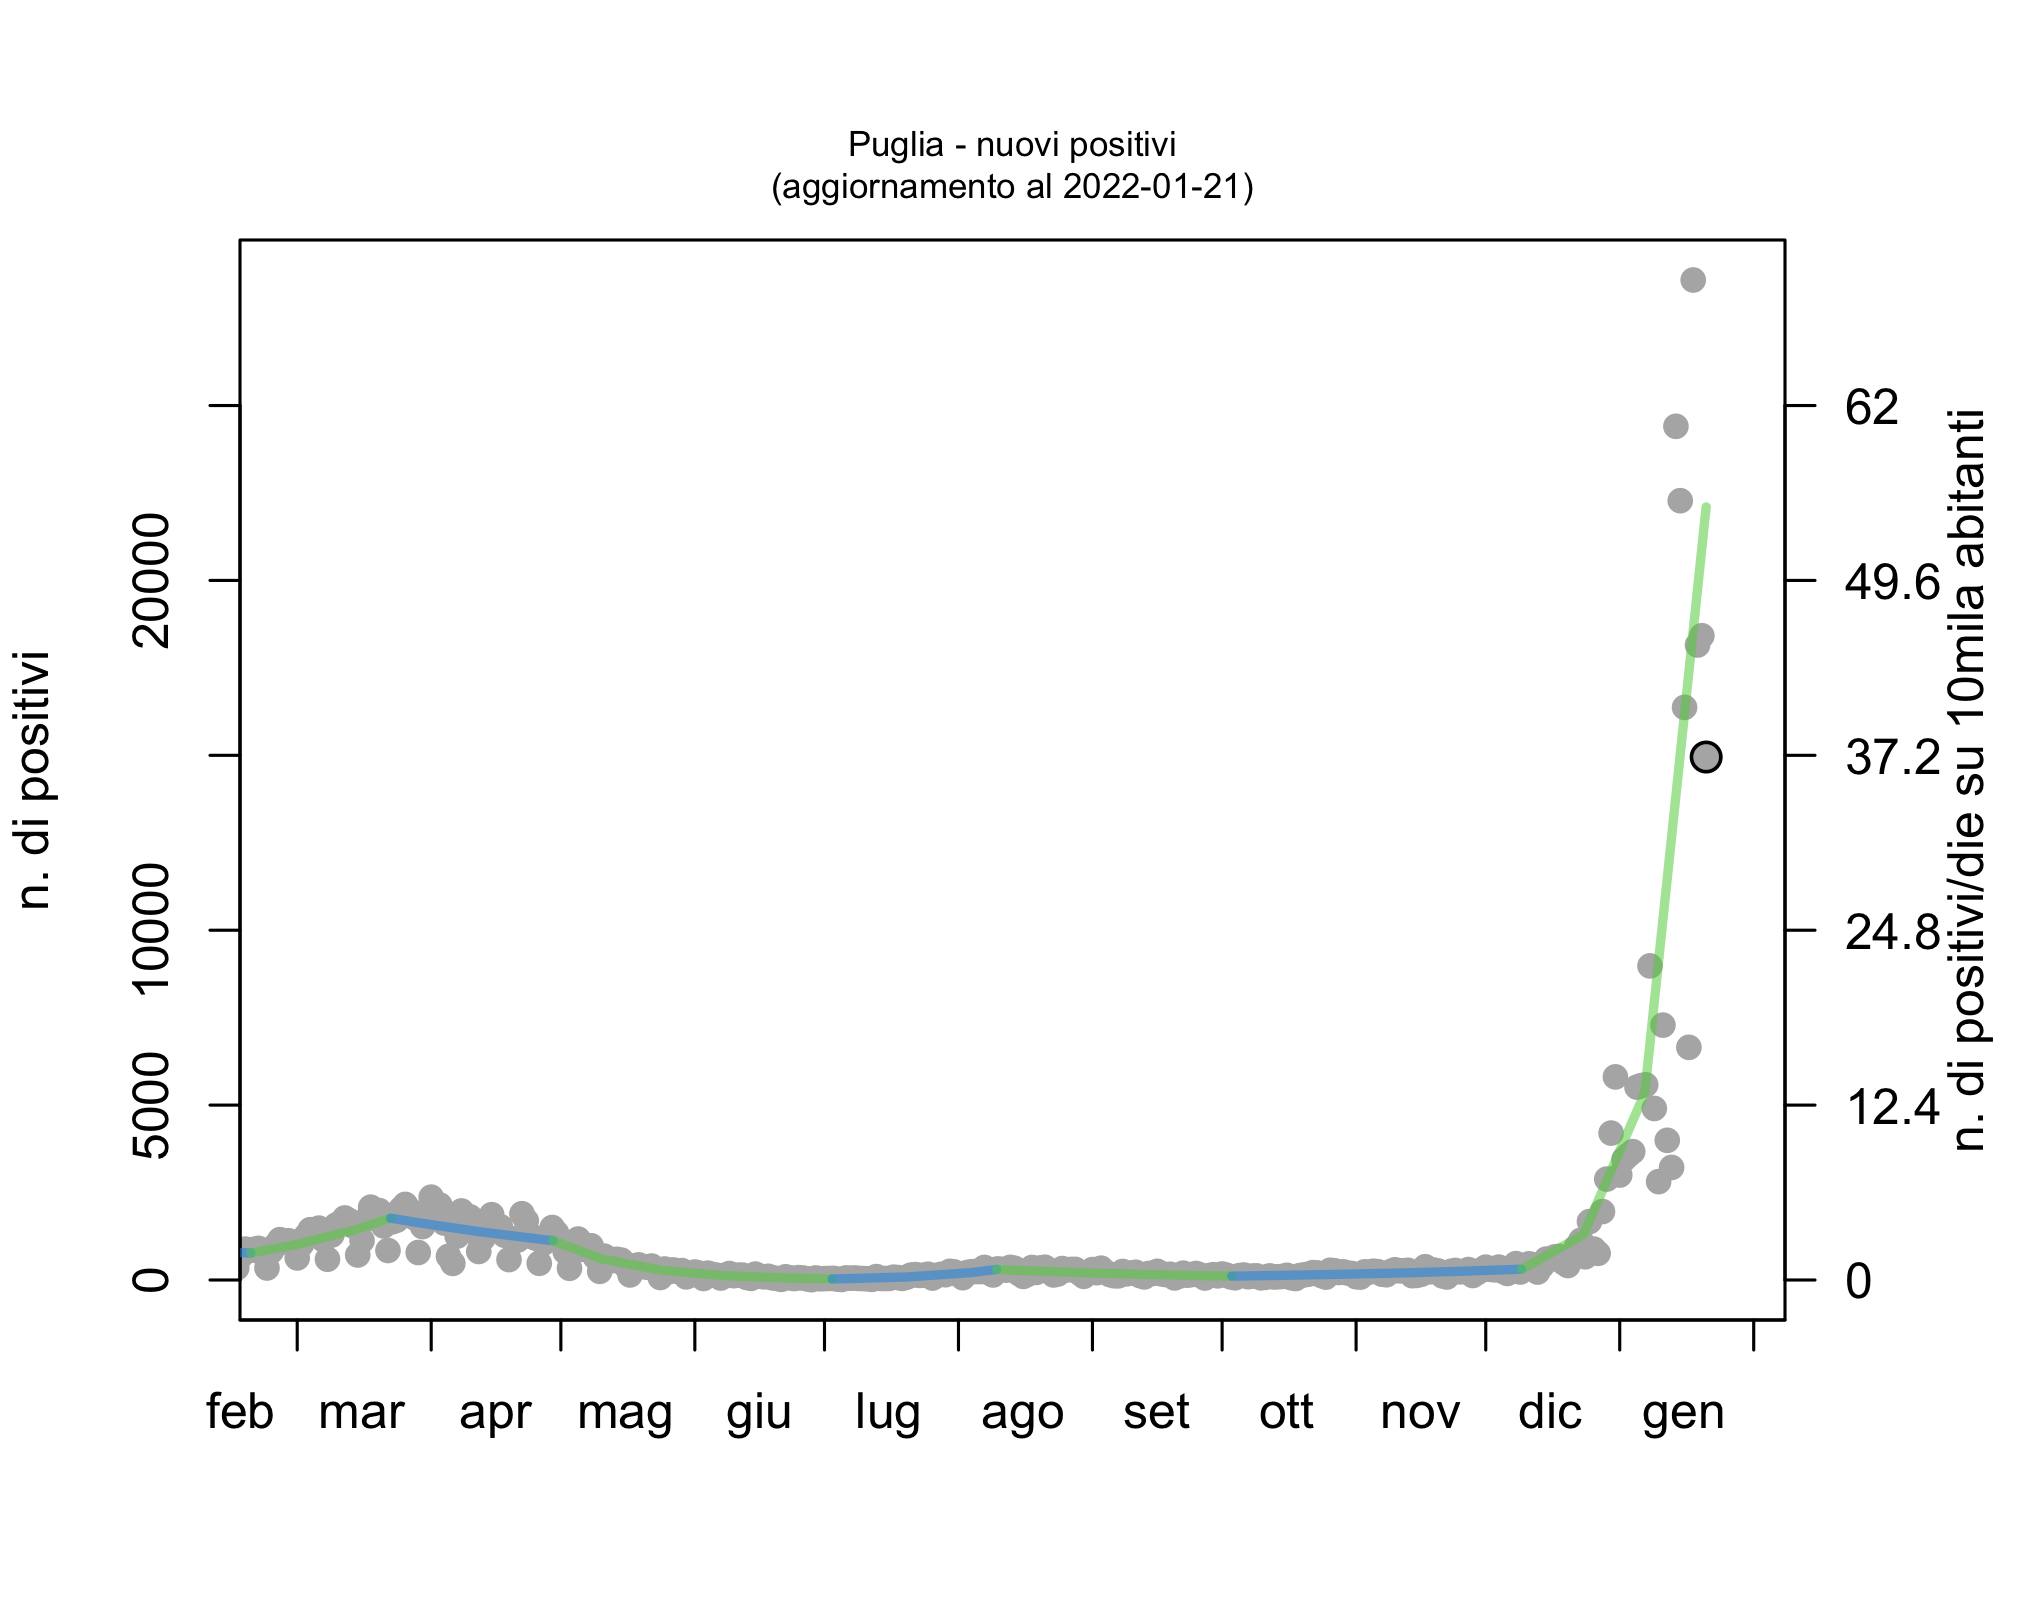 Puglia - nuovi positivi
(aggiornamento al 2022-01-21)
n. di positivi
20000
10000
5000
0
62
49.6
37.2
24.8
12.4
0
n. di positivi/die su 10mila abitanti
feb mar apr mag giu lug ago set ott nov dic gen